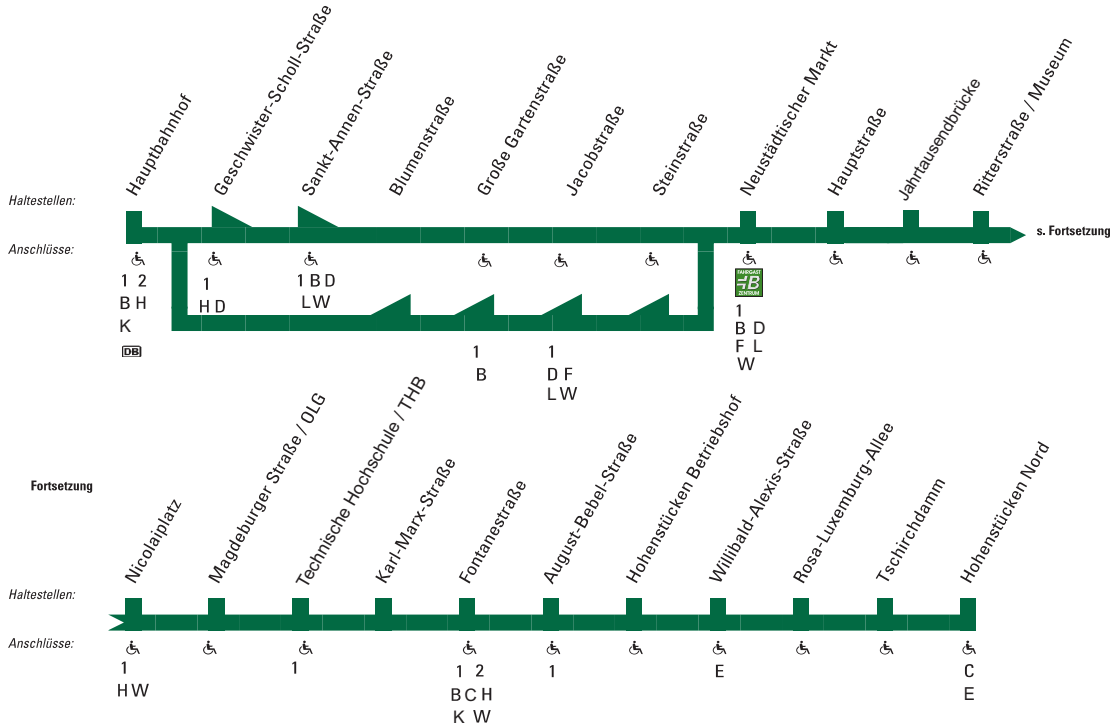 Hauptbahnhof
Geschwister-Scholl-Straße
Sankt-Annen-Straße
Blumenstraße
Große Gartenstraße
Jacobstraße
Steinstraße
Neustädtischer Markt
Hauptstraße
Jahrtausendbrücke
Ritterstraße / Museum
Haltestellen:
s. Fortsetzung
Anschlüsse:
1 2
B H
K
DB
1
H D
1 B D
L W
1
B
1
D F
L W
FAHRGAST
B
ZENTRUM
1
B D
F L
W
Fortsetzung
Nicolaiplatz
Magdeburger Straße / OLG
Technische Hochschule / THB
Karl-Marx-Straße
Fontanestraße
August-Bebel-Straße
Hohenstücken Betriebshof
Willibald-Alexis-Straße
Rosa-Luxemburg-Allee
Tschirchdamm
Hohenstücken Nord
Haltestellen:
Anschlüsse:
1
H W
1
1 2
B C H
K W
1
E
C
E